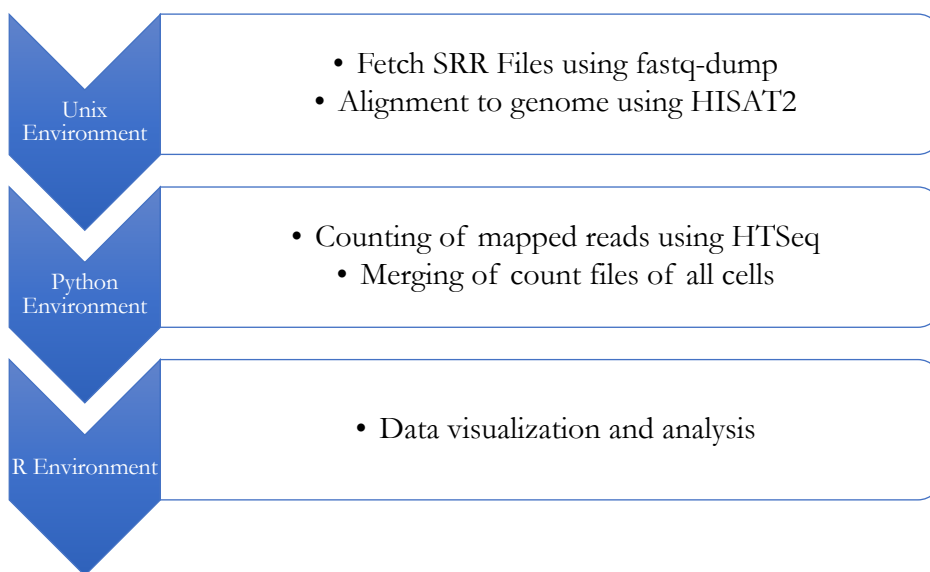 Unix
Environment
• Fetch SRR Files using fastq-dump
• Alignment to genome using HISAT2
Python
Environment
• Counting of mapped reads using HTSeq
• Merging of count files of all cells
R Environment
• Data visualization and analysis